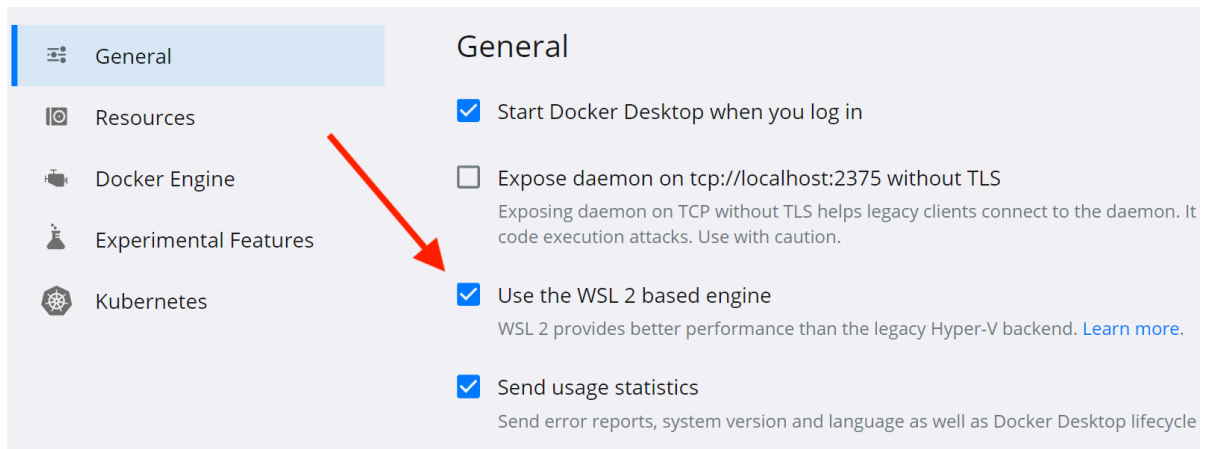 General
Resources
Docker Engine
Experimental Features
Kubernetes
General
Start Docker Desktop when you log in
Expose daemon on tcp://localhost:2375 without TLS
Exposing daemon on TCP without TLS helps legacy clients connect to the daemon. It
code execution attacks. Use with caution.
Use the WSL 2 based engine
WSL 2 provides better performance than the legacy Hyper-V backend. Learn more.
Send usage statistics
Send error reports, system version and language as well as Docker Desktop lifecycle